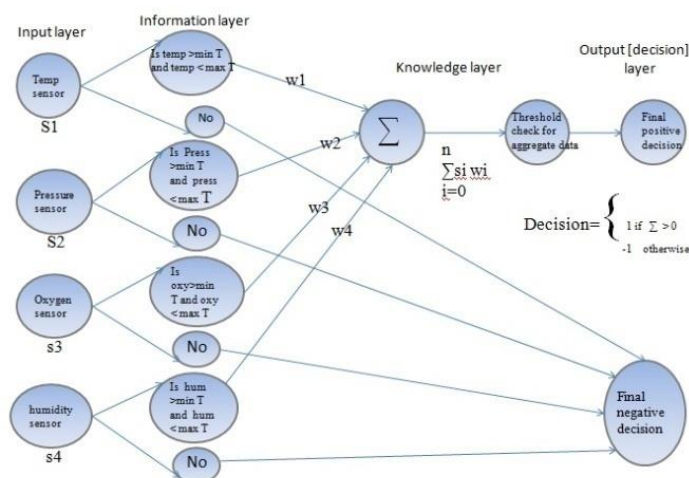 Input layer
Information layer
Knowledge layer
Output [decision]
layer
Temp
sensor
S1
Is temp >min T
and temp < max T
w1
No
Σ
Threshold
check for
aggregate data
Final
positive
decision
Pressure
sensor
S2
Is Press
>min T
and press
<max T
w2
No
n
∑si wi
i=0
Decision= {
1 if Σ >0
-1 otherwise
Oxygen
sensor
s3
Is
oxy>min
T and oxy
< max T
w3
No
humidity
sensor
s4
Is hum
>min T
and hum
< max T
w4
No
Final
negative
decision